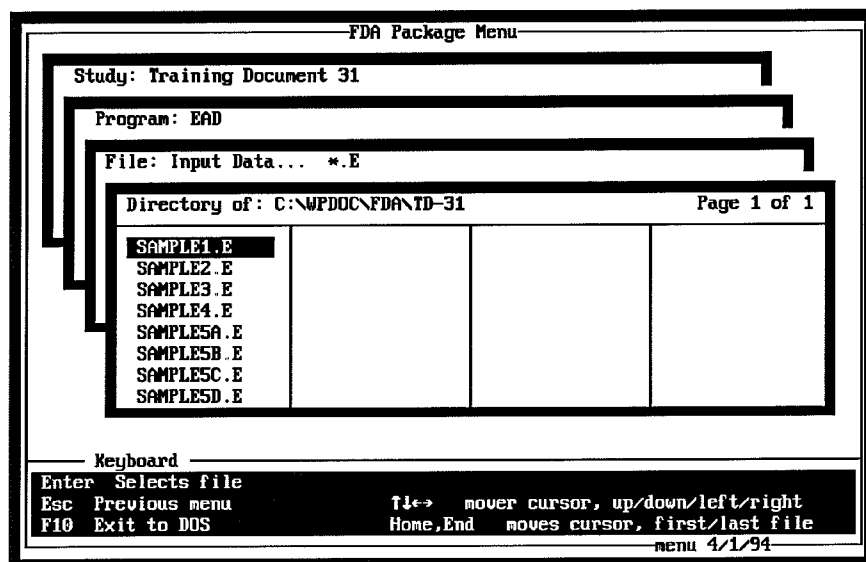 FDA Package Menu
Study: Training Document 31
Program: EAD
File: Input Data... *.E
Directory of: C:\WPDOC\FDA\TD-31 Page 1 of 1
SAMPLE1.E
SAMPLE2.E
SAMPLE3.E
SAMPLE4.E
SAMPLE5A.E
SAMPLE5B.E
SAMPLE5C.E
SAMPLE5D.E
Keyboard
Enter Selects file
Esc Previous menu ↑↓←→ mover cursor, up/down/left/right
F10 Exit to DOS Home,End moves cursor, first/last file
menu 4/1/94